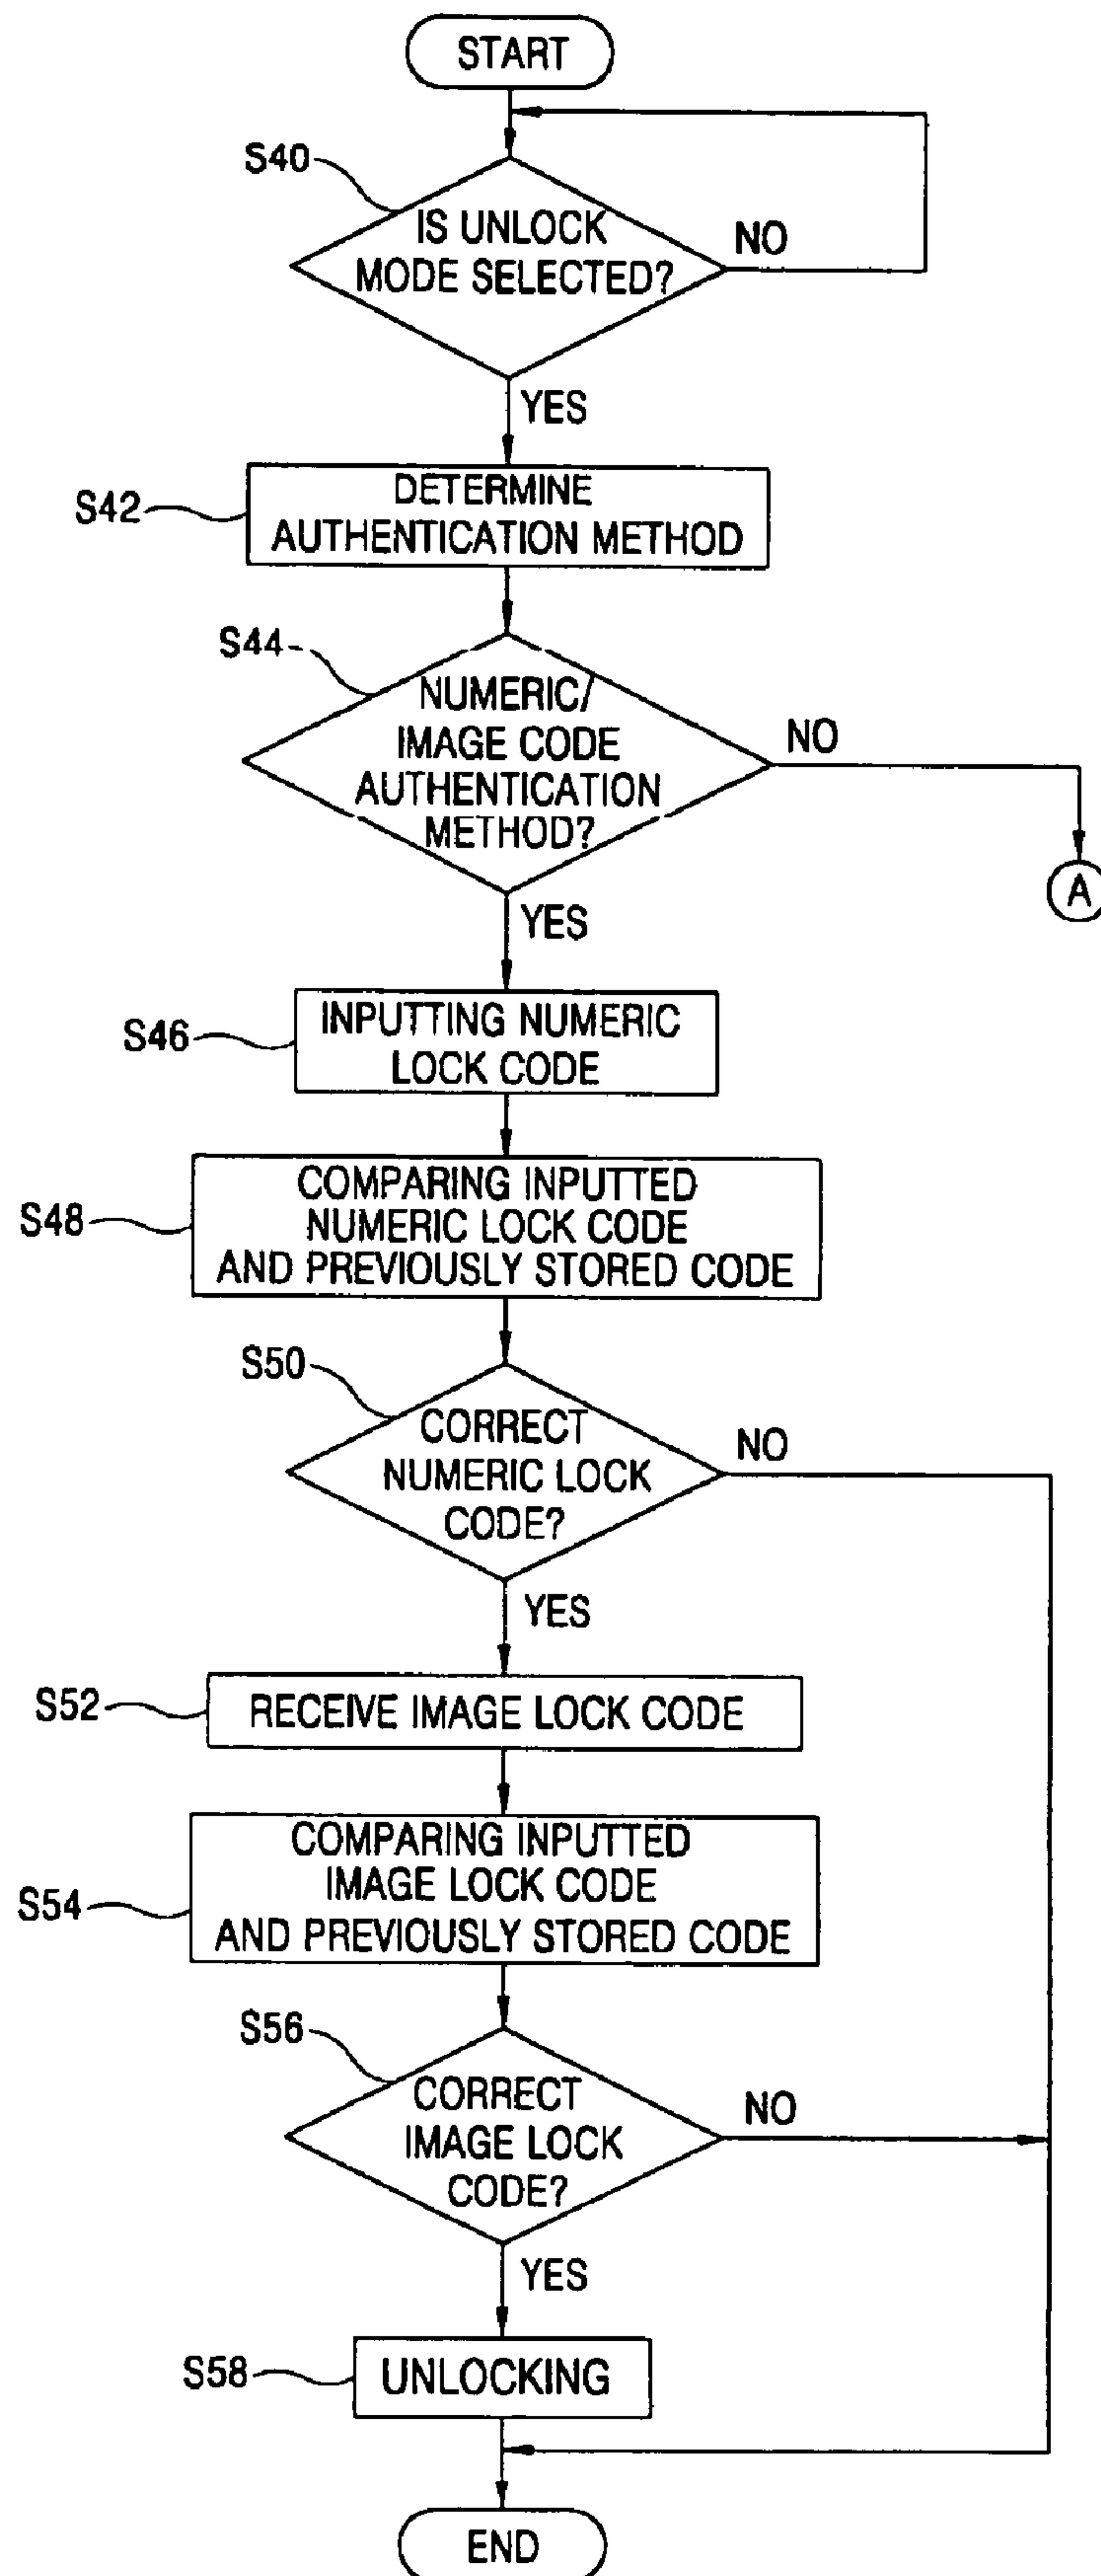 START
S40
IS UNLOCK
MODE SELECTED?
NO
YES
S42
DETERMINE
AUTHENTICATION METHOD
S44
NUMERIC/
IMAGE CODE
AUTHENTICATION
METHOD?
NO
A
YES
S46
INPUTTING NUMERIC
LOCK CODE
S48
COMPARING INPUTTED
NUMERIC LOCK CODE
AND PREVIOUSLY STORED CODE
S50
CORRECT
NUMERIC LOCK
CODE?
NO
YES
S52
RECEIVE IMAGE LOCK CODE
S54
COMPARING INPUTTED
IMAGE LOCK CODE
AND PREVIOUSLY STORED CODE
S56
CORRECT
IMAGE LOCK
CODE?
NO
YES
S58
UNLOCKING
END